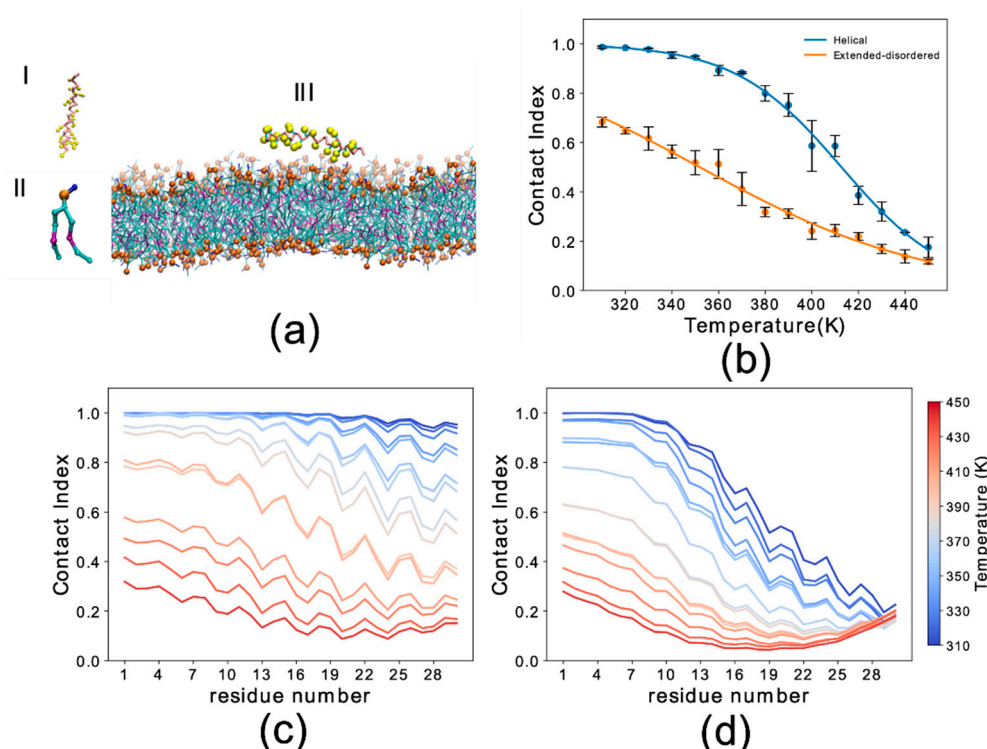 I
II
III
(a)
Contact Index
1.0
0.8
0.6
0.4
0.2
0.0
Helical
Extended-disordered
320 340 360 380 400 420 440
Temperature(K)
(b)
Contact Index
1.0
0.8
0.6
0.4
0.2
0.0
1 4 7 10 13 16 19 22 25 28
residue number
(c)
Contact Index
1.0
0.8
0.6
0.4
0.2
0.0
1 4 7 10 13 16 19 22 25 28
residue number
(d)
450
430
410
390
370
350
330
310
Temperature (K)